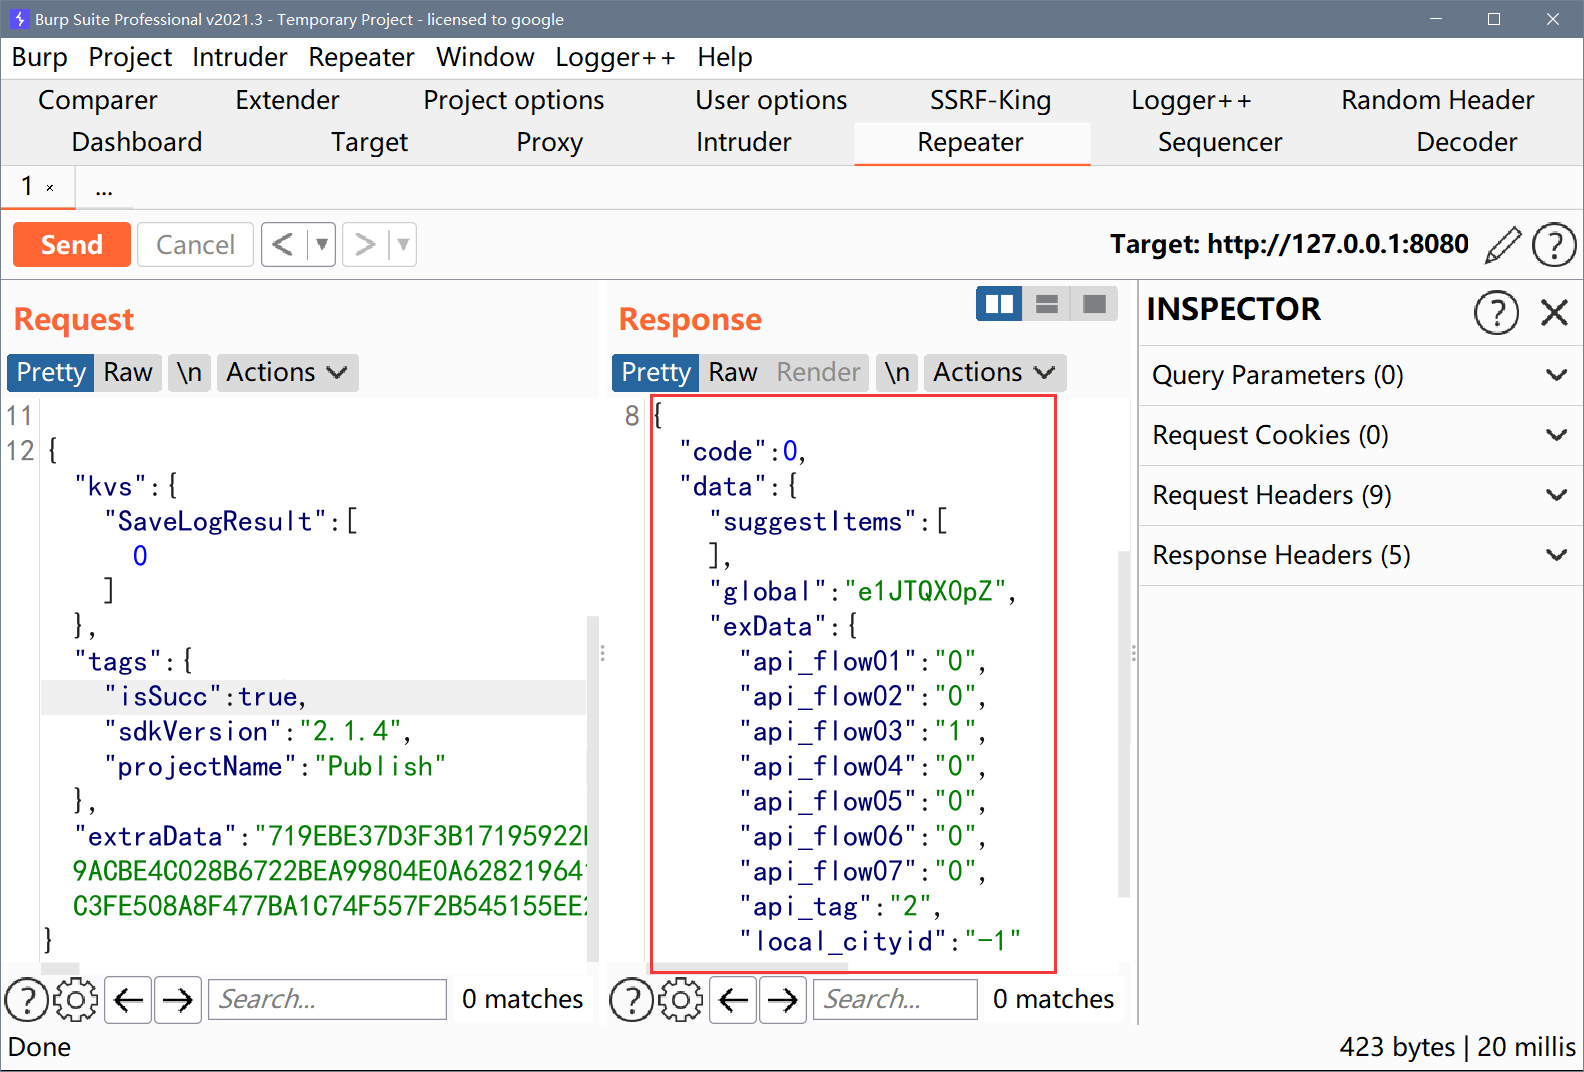 Burp Suite Professional v2021.3 - Temporary Project - licensed to google
Burp Project Intruder Repeater Window Logger++ Help
Comparer Extender Project options User options SSRF-King Logger++ Random Header
Dashboard Target Proxy Intruder Repeater Sequencer Decoder
1 × ...
Send Cancel < > Target: http://127.0.0.1:8080 ?
Request
Pretty Raw \n Actions
11
12 {
"kvs":{
"SaveLogResult":[
0
]
},
"tags":{
"isSucc":true,
"sdkVersion":"2.1.4",
"projectName":"Publish"
},
"extraData":"719EBE37D3F3B17195922
9ACBE4C028B6722BEA99804E0A62821964
C3FE508A8F477BA1C74F557F2B545155EE
}
? Search... 0 matches
Response
Pretty Raw Render \n Actions
8 {
"code":0,
"data":{
"suggestItems":[
],
"global":"e1JTQX0pZ",
"exData":{
"api_flow01":"0",
"api_flow02":"0",
"api_flow03":"1",
"api_flow04":"0",
"api_flow05":"0",
"api_flow06":"0",
"api_flow07":"0",
"api_tag":"2",
"local_cityid":"-1"
? Search... 0 matches
INSPECTOR ?
Query Parameters (0)
Request Cookies (0)
Request Headers (9)
Response Headers (5)
Done 423 bytes | 20 millis